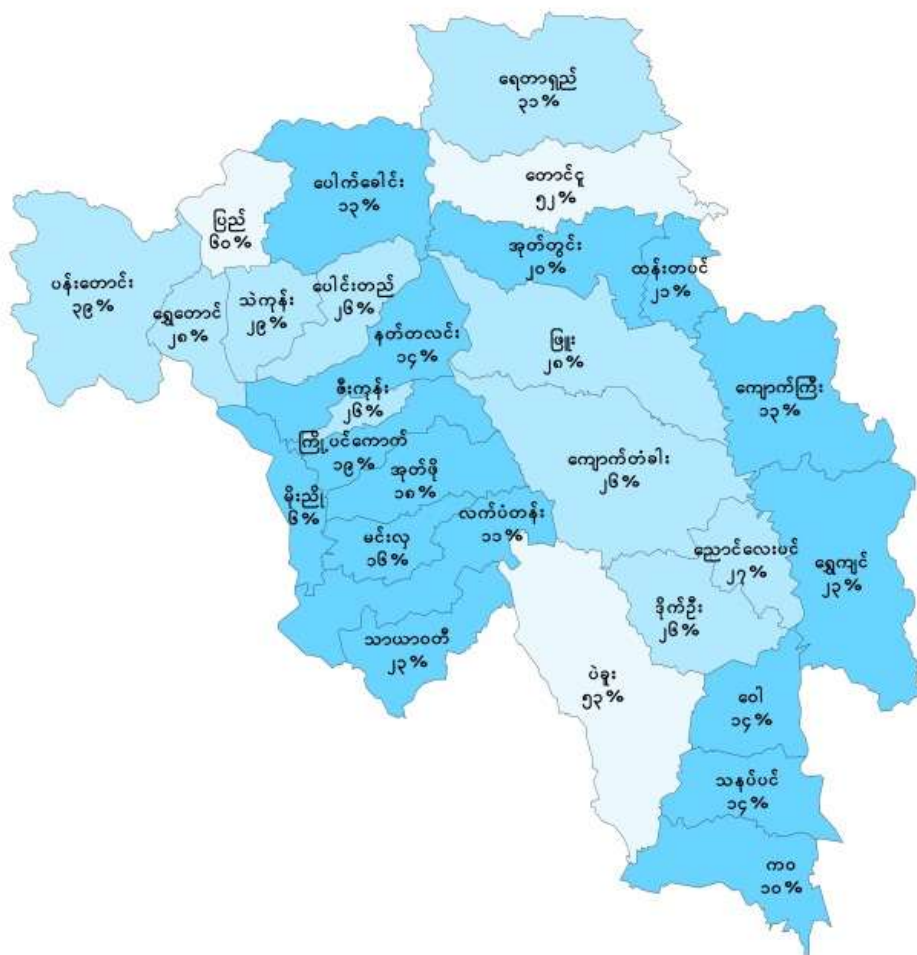 ရေတာရှည်
၃၁%
တောင်ငူ
၅၂%
ပေါက်ခေါင်း
၁၃%
ပြည်
၆၀%
အုတ်တွင်း
၂၀%
ထန်းတပင်
၂၁%
ပန်းတောင်း
၃၉%
ရွှေတောင်
၂၈%
သဲကုန်း
၂၉%
ပေါင်းတည်
၂၆%
နတ်တလင်း
၁၄%
ဖြူး
၂၈%
ကျောက်ကြီး
၁၃%
ဇီးကုန်း
၂၆%
ကြို့ပင်ကောက်
၁၉%
အုတ်ဖို
၁၈%
ကျောက်တံခါး
၂၆%
မိုးညို
၆%
မင်းလှ
၁၆%
လက်ပံတန်း
၁၁%
ညောင်လေးပင်
၂၇%
ရွှေကျင်
၂၃%
ဒိုက်ဦး
၂၆%
သာယာဝတီ
၂၃%
ပဲခူး
၅၃%
ဝေါ
၁၄%
သနပ်ပင်
၁၄%
ကဝ
၁၀%